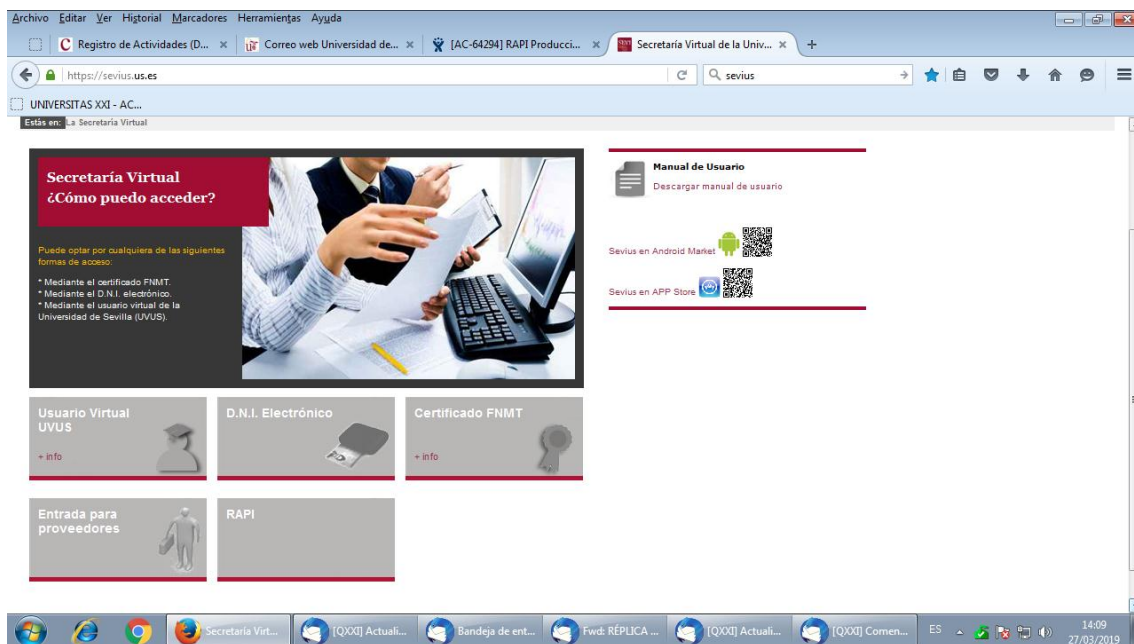 Archivo Editar Ver Historial Marcadores Herramientas Ayuda
Registro de Actividades (D... × Correo web Universidad de... × [AC-64294] RAPI Producci... × Secretaría Virtual de la Univ... × +
https://sevius.us.es sevius
UNIVERSITAS XXI - AC...
Estás en: La Secretaría Virtual
Secretaría Virtual
¿Cómo puedo acceder?
Puede optar por cualquiera de las siguientes
formas de acceso:
* Mediante el certificado FNMT.
* Mediante el D.N.I. electrónico.
* Mediante el usuario virtual de la
Universidad de Sevilla (UVUS).
Manual de Usuario
Descargar manual de usuario
Sevius en Android Market
Sevius en APP Store
Usuario Virtual
UVUS
+ info
D.N.I. Electrónico
Certificado FNMT
+ info
Entrada para
proveedores
RAPI
Secretaría Virt... [QXXI] Actuali... Bandeja de ent... Fwd: RÉPLICA ... [QXXI] Actuali... [QXXI] Comen... ES 14:09
27/03/2019